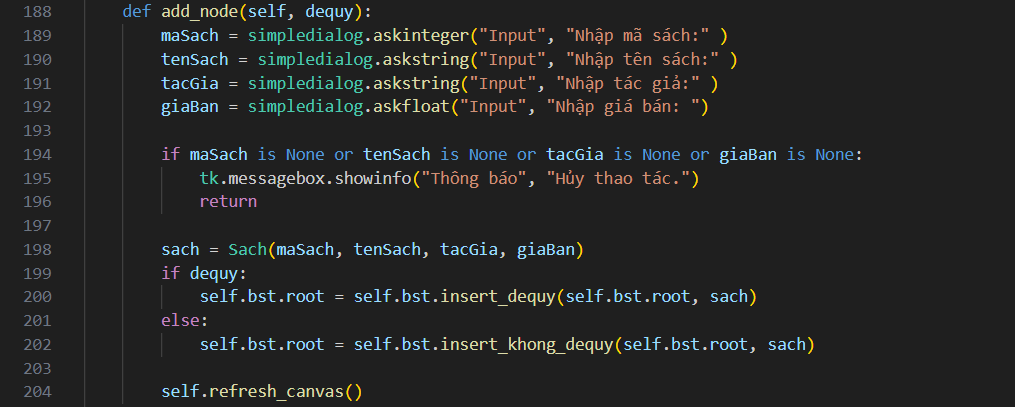 188 def add_node(self, dequy):
189 maSach = simpledialog.askinteger("Input", "Nhập mã sách:" )
190 tenSach = simpledialog.askstring("Input", "Nhập tên sách:" )
191 tacGia = simpledialog.askstring("Input", "Nhập tác giả:" )
192 giaBan = simpledialog.askfloat("Input", "Nhập giá bán: ")
193
194 if maSach is None or tenSach is None or tacGia is None or giaBan is None:
195 tk.messagebox.showinfo("Thông báo", "Hủy thao tác.")
196 return
197
198 sach = Sach(maSach, tenSach, tacGia, giaBan)
199 if dequy:
200 self.bst.root = self.bst.insert_dequy(self.bst.root, sach)
201 else:
202 self.bst.root = self.bst.insert_khong_dequy(self.bst.root, sach)
203
204 self.refresh_canvas()